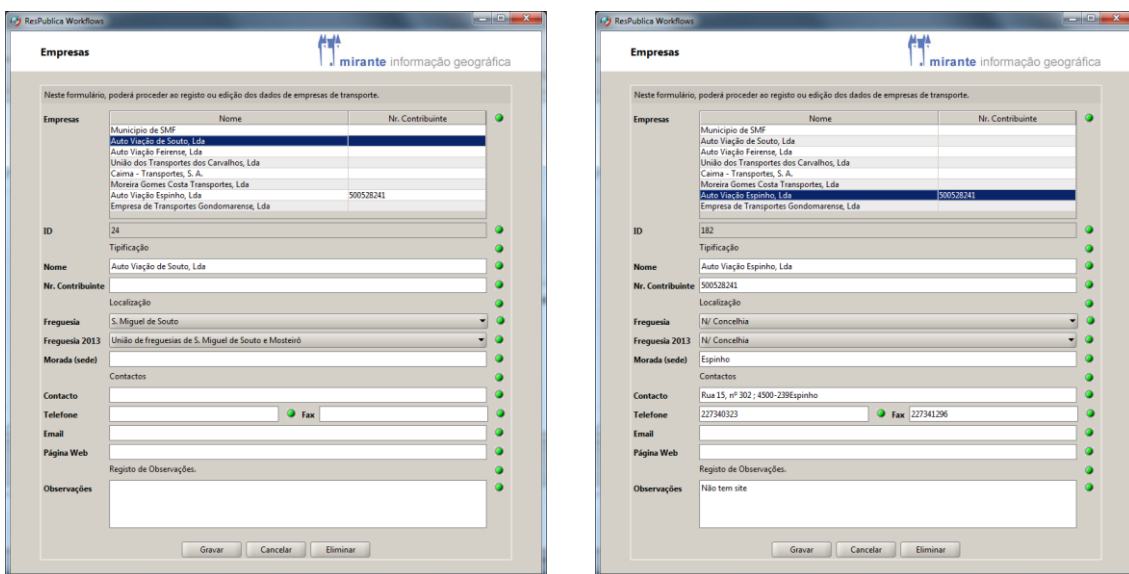 ResPublica Workflows
Empresas
mirante informação geográfica
Neste formulário, poderá proceder ao registo ou edição dos dados de empresas de transporte.
Empresas
Nome Nr. Contribuinte
Municipio de SMF
Auto Viação de Souto, Lda
Auto Viação Feirense, Lda
União dos Transportes dos Carvalhos, Lda
Caima - Transportes, S. A.
Moreira Gomes Costa Transportes, Lda
Auto Viação Espinho, Lda 500528241
Empresa de Transportes Gondomarense, Lda
ID 24
Tipificação
Nome Auto Viação de Souto, Lda
Nr. Contribuinte
Localização
Freguesia S. Miguel de Souto
Freguesia 2013 União de freguesias de S. Miguel de Souto e Mosteirô
Morada (sede)
Contactos
Contacto
Telefone Fax
Email
Página Web
Registo de Observações.
Observações
Gravar Cancelar Eliminar
ResPublica Workflows
Empresas
mirante informação geográfica
Neste formulário, poderá proceder ao registo ou edição dos dados de empresas de transporte.
Empresas
Nome Nr. Contribuinte
Municipio de SMF
Auto Viação de Souto, Lda
Auto Viação Feirense, Lda
União dos Transportes dos Carvalhos, Lda
Caima - Transportes, S. A.
Moreira Gomes Costa Transportes, Lda
Auto Viação Espinho, Lda 500528241
Empresa de Transportes Gondomarense, Lda
ID 182
Tipificação
Nome Auto Viação Espinho, Lda
Nr. Contribuinte 500528241
Localização
Freguesia N/ Concelhia
Freguesia 2013 N/ Concelhia
Morada (sede) Espinho
Contactos
Contacto Rua 15, nº 302 ; 4500-239Espinho
Telefone 227340323 Fax 227341296
Email
Página Web
Registo de Observações.
Observações Não tem site
Gravar Cancelar Eliminar